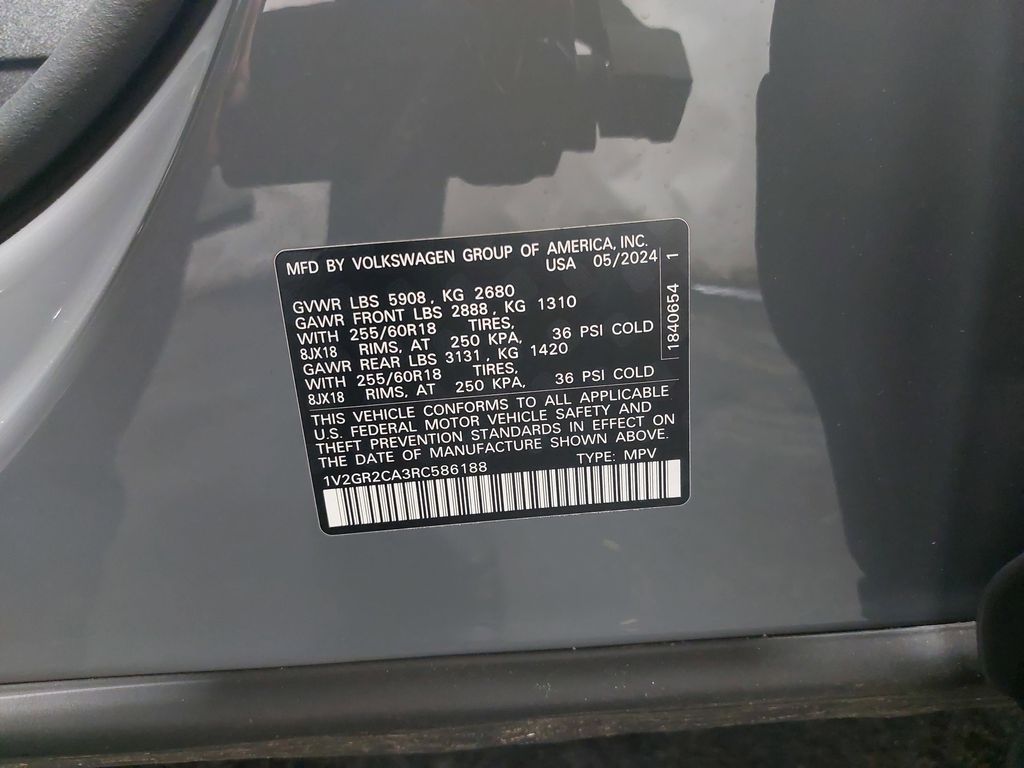 MFD BY VOLKSWAGEN GROUP OF AMERICA, INC.
USA 05/2024
GVWR LBS 5908, KG 2680
GAWR FRONT LBS 2888, KG 1310
WITH 255/60R18 TIRES,
8JX18 RIMS, AT 250 KPA, 36 PSI COLD
GAWR REAR LBS 3131, KG 1420
WITH 255/60R18 TIRES,
8JX18 RIMS, AT 250 KPA, 36 PSI COLD
THIS VEHICLE CONFORMS TO ALL APPLICABLE
U.S. FEDERAL MOTOR VEHICLE SAFETY AND
THEFT PREVENTION STANDARDS IN EFFECT ON
THE DATE OF MANUFACTURE SHOWN ABOVE.
1V2GR2CA3RC586188 TYPE: MPV
1840654 1